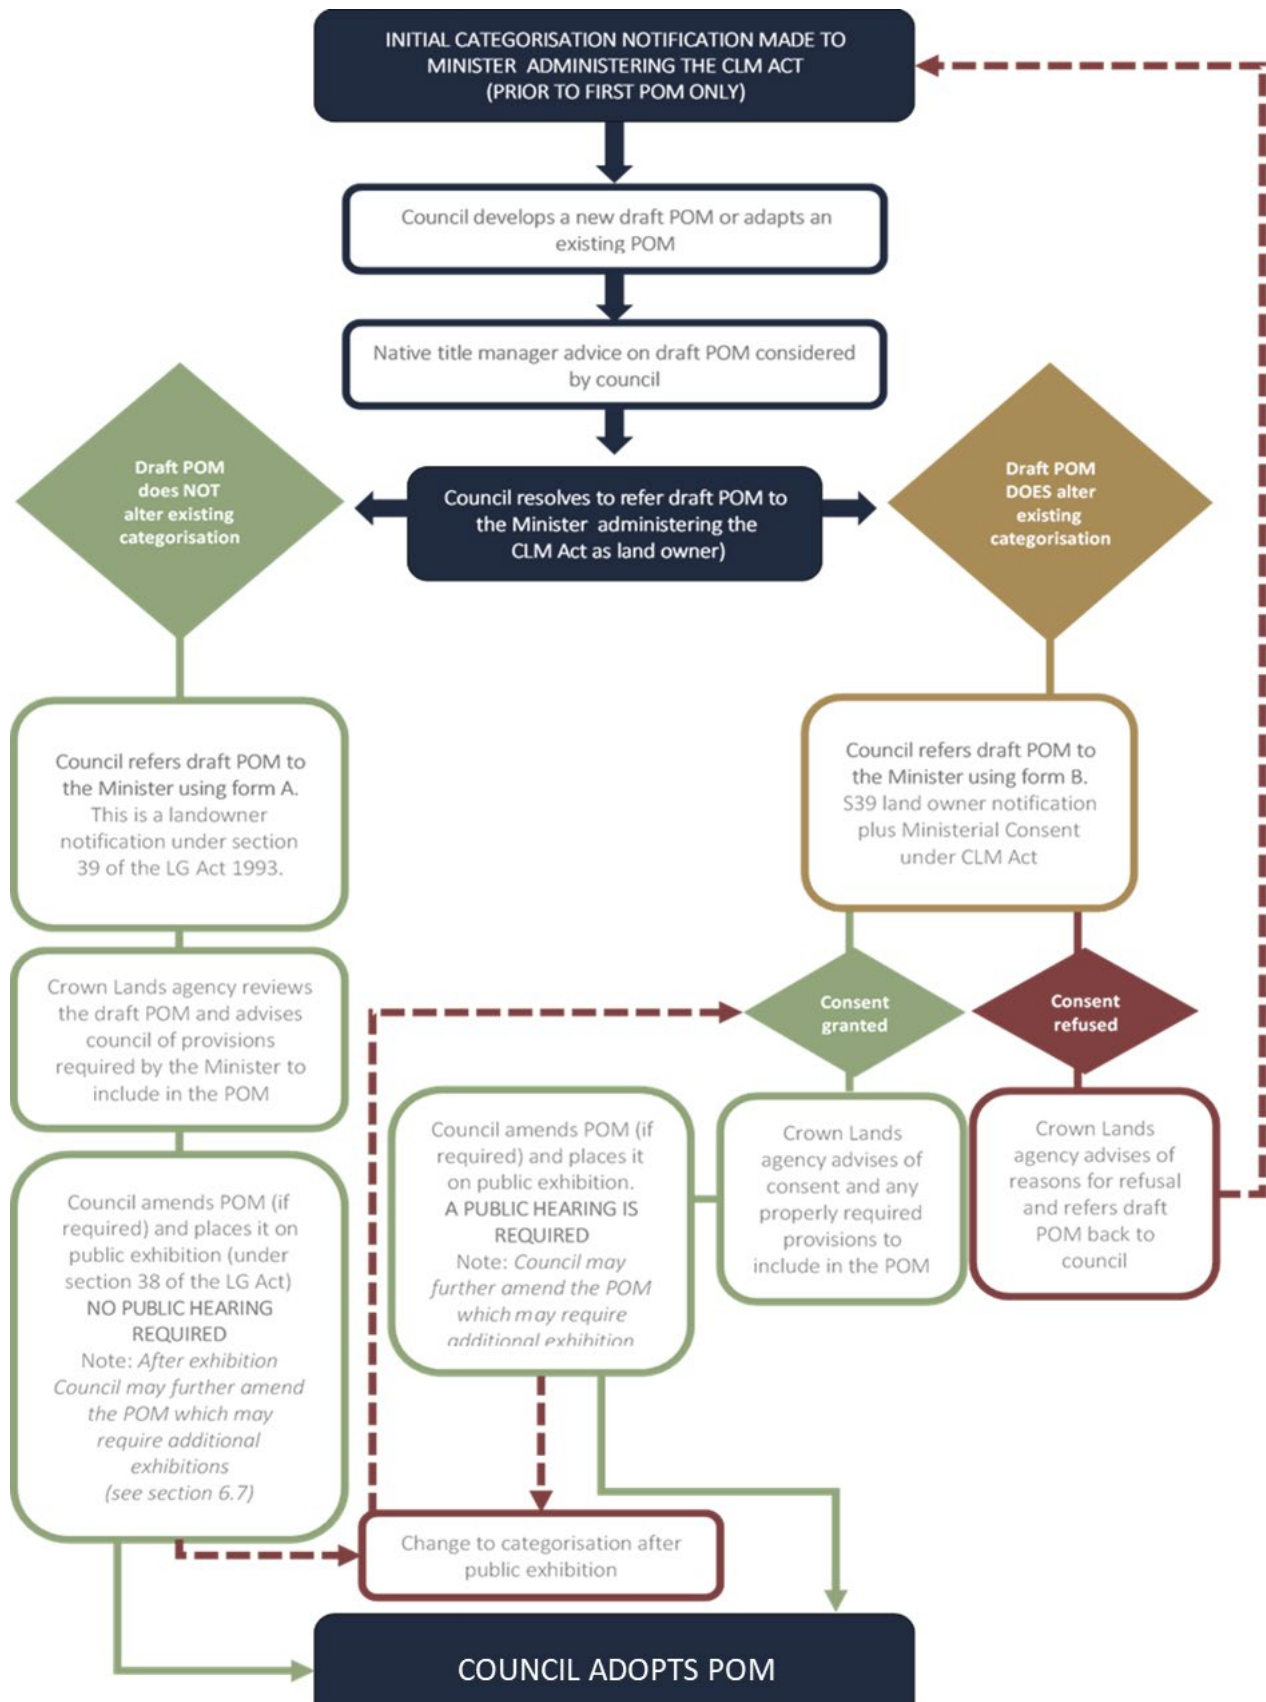 INITIAL CATEGORISATION NOTIFICATION MADE TO
MINISTER ADMINISTERING THE CLM ACT
(PRIOR TO FIRST POM ONLY)
Council develops a new draft POM or adapts an
existing POM
Native title manager advice on draft POM considered
by council
Draft POM
does NOT
alter existing
categorisation
Council resolves to refer draft POM to
the Minister administering the
CLM Act as land owner)
Draft POM
DOES alter
existing
categorisation
Council refers draft POM to
the Minister using form A.
This is a landowner
notification under section
39 of the LG Act 1993.
Council refers draft POM to
the Minister using form B.
S39 land owner notification
plus Ministerial Consent
under CLM Act
Crown Lands agency reviews
the draft POM and advises
council of provisions
required by the Minister to
include in the POM
Consent
granted
Consent
refused
Council amends POM (if
required) and places it on
public exhibition (under
section 38 of the LG Act)
NO PUBLIC HEARING
REQUIRED
Note: After exhibition
Council may further amend
the POM which may
require additional
exhibitions
(see section 6.7)
Council amends POM (if
required) and places it
on public exhibition.
A PUBLIC HEARING IS
REQUIRED
Note: Council may
further amend the POM
which may require
additional exhibition
Crown Lands
agency advises of
consent and any
properly required
provisions to
include in the POM
Crown Lands
agency advises of
reasons for refusal
and refers draft
POM back to
council
Change to categorisation after
public exhibition
COUNCIL ADOPTS POM